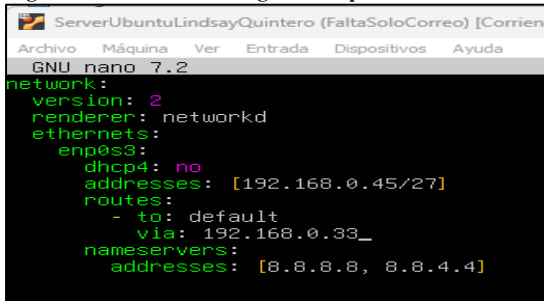 ServerUbuntuLindsayQuintero (FaltaSoloCorreo) [Corrien
Archivo Máquina Ver Entrada Dispositivos Ayuda
GNU nano 7.2
network:
version: 2
renderer: networkd
ethernets:
enp0s3:
dhcp4: no
addresses: [192.168.0.45/27]
routes:
- to: default
via: 192.168.0.33_
nameservers:
addresses: [8.8.8.8, 8.8.4.4]